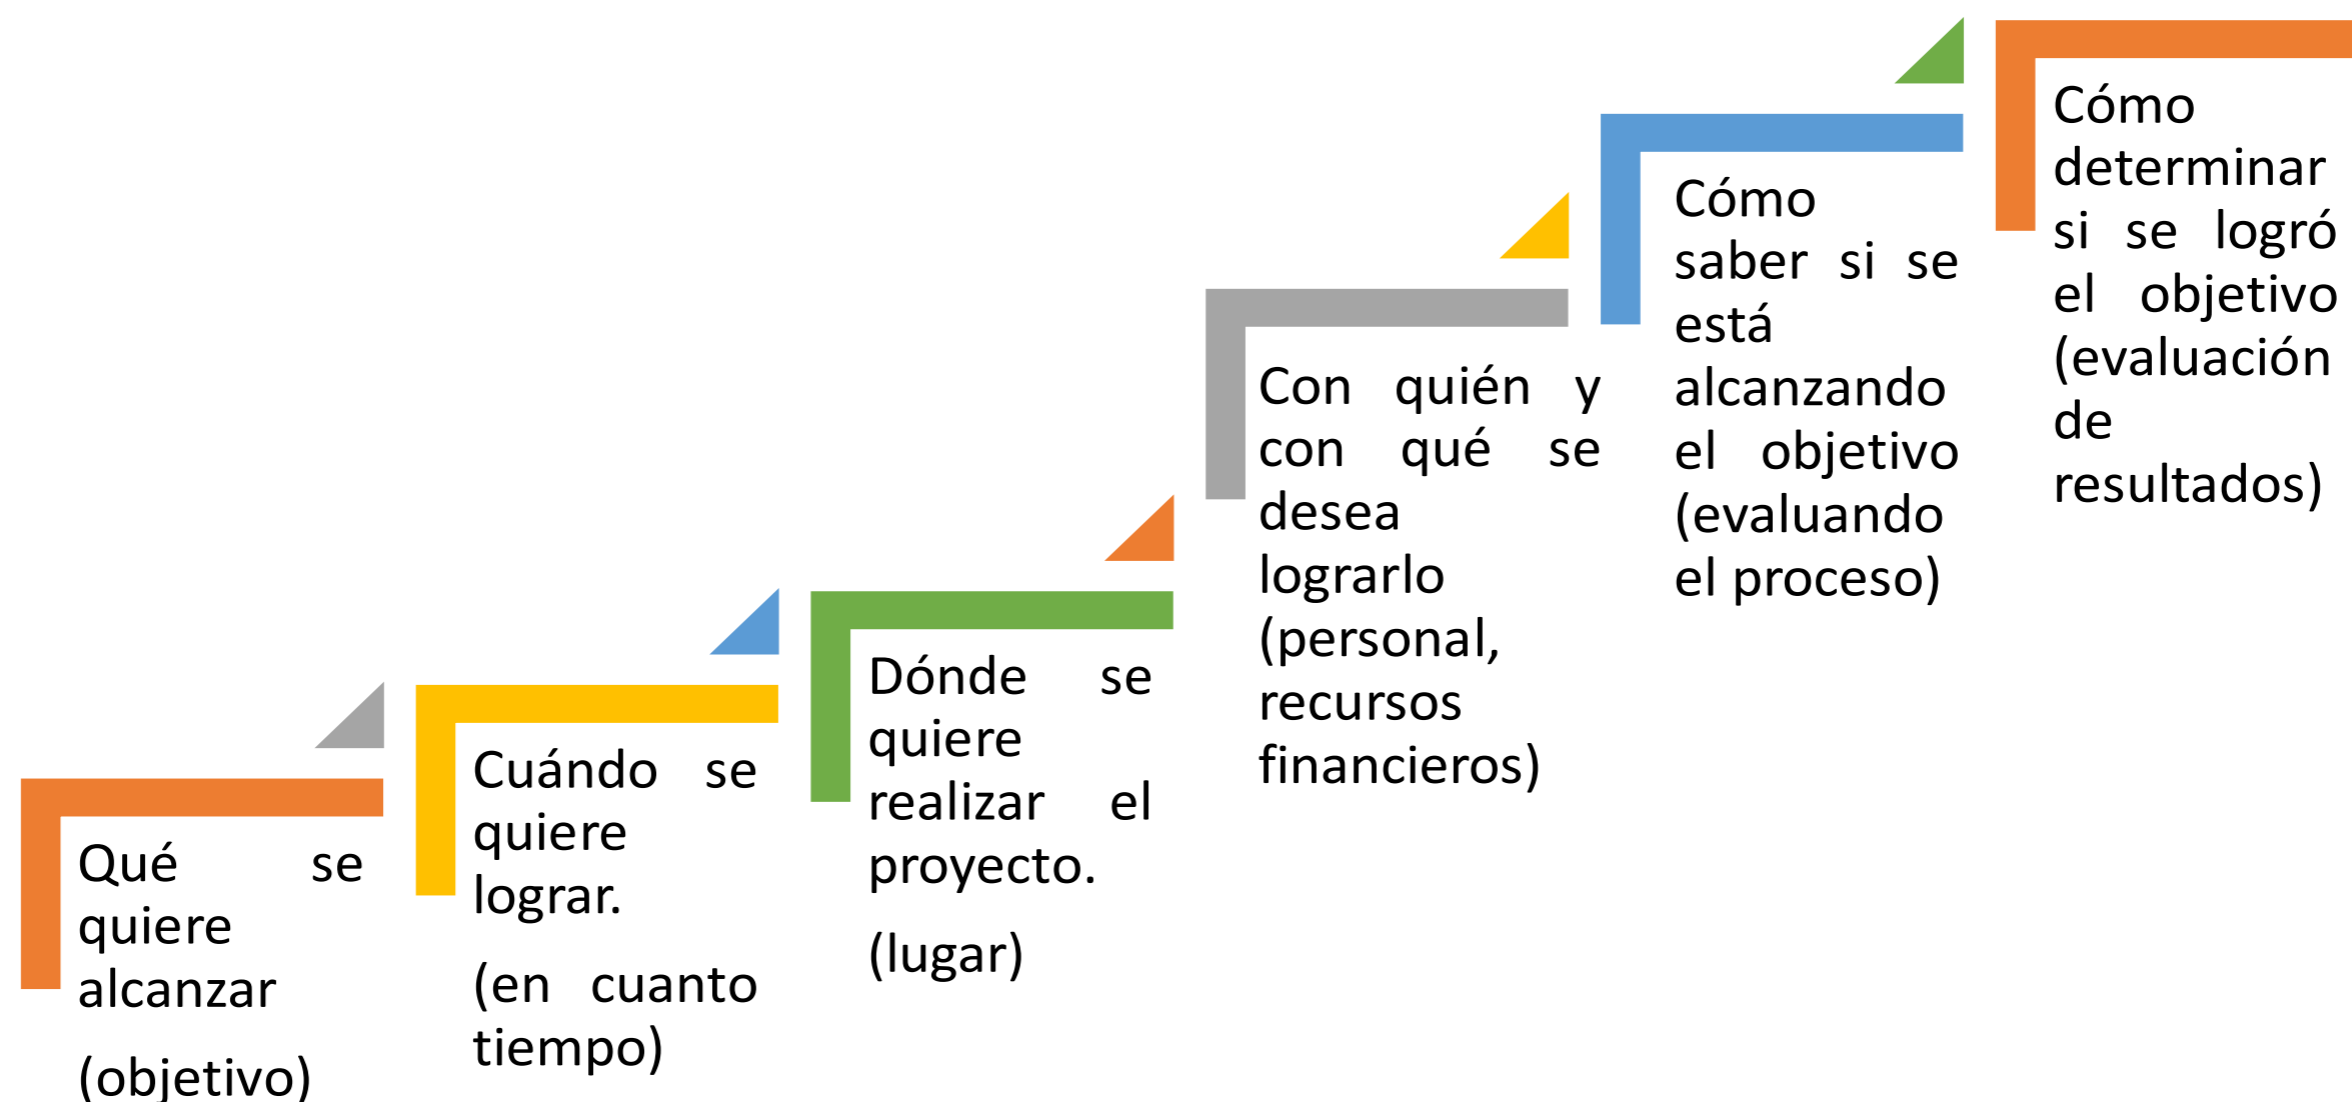 Qué se
quiere
alcanzar
(objetivo)
Cuándo se
quiere
lograr.
(en cuanto
tiempo)
Dónde se
quiere
realizar el
proyecto.
(lugar)
Con quién y
con qué se
desea
lograrlo
(personal,
recursos
financieros)
Cómo
saber si se
está
alcanzando
el objetivo
(evaluando
el proceso)
Cómo
determinar
si se logró
el objetivo
(evaluación
de
resultados)